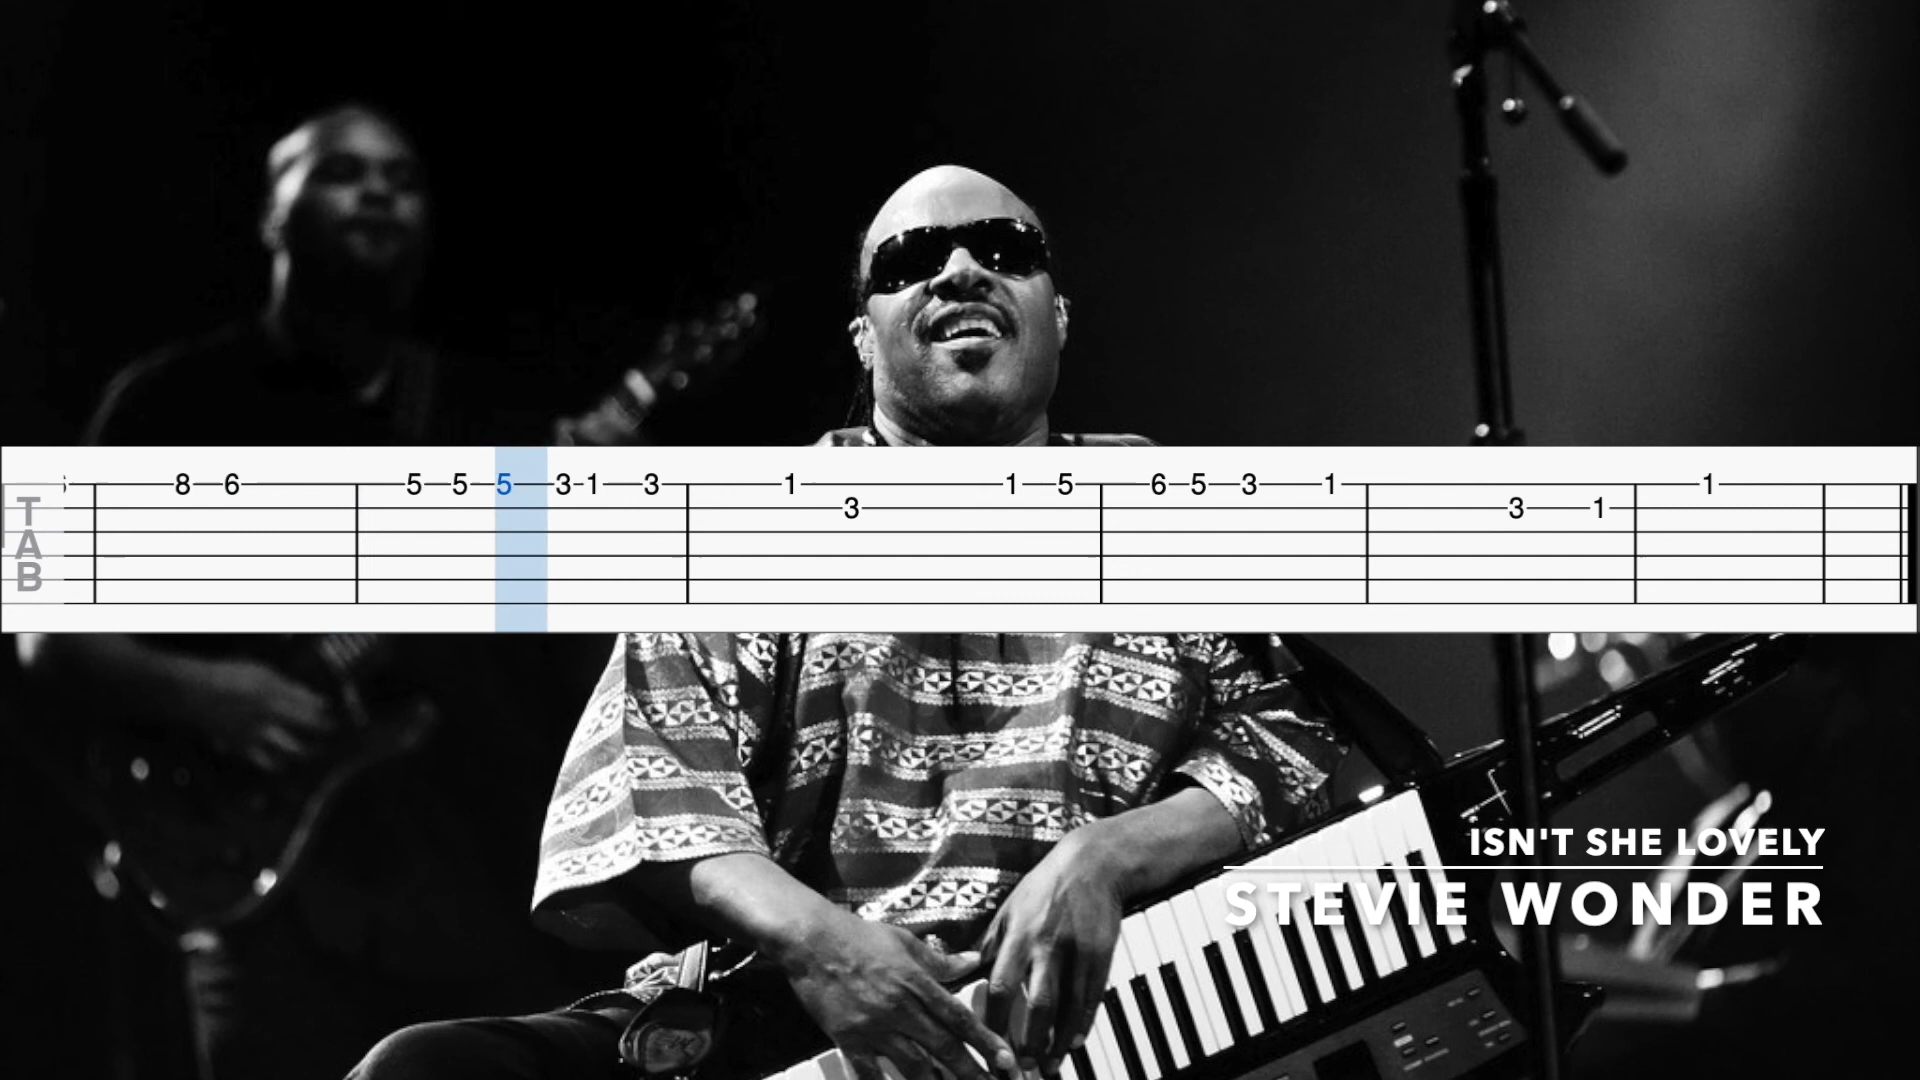 8 6 5 5 5 3 1 3 1 1 5 6 5 3 1 1
3 3 1
T
A
B
ISN'T SHE LOVELY
STEVIE WONDER